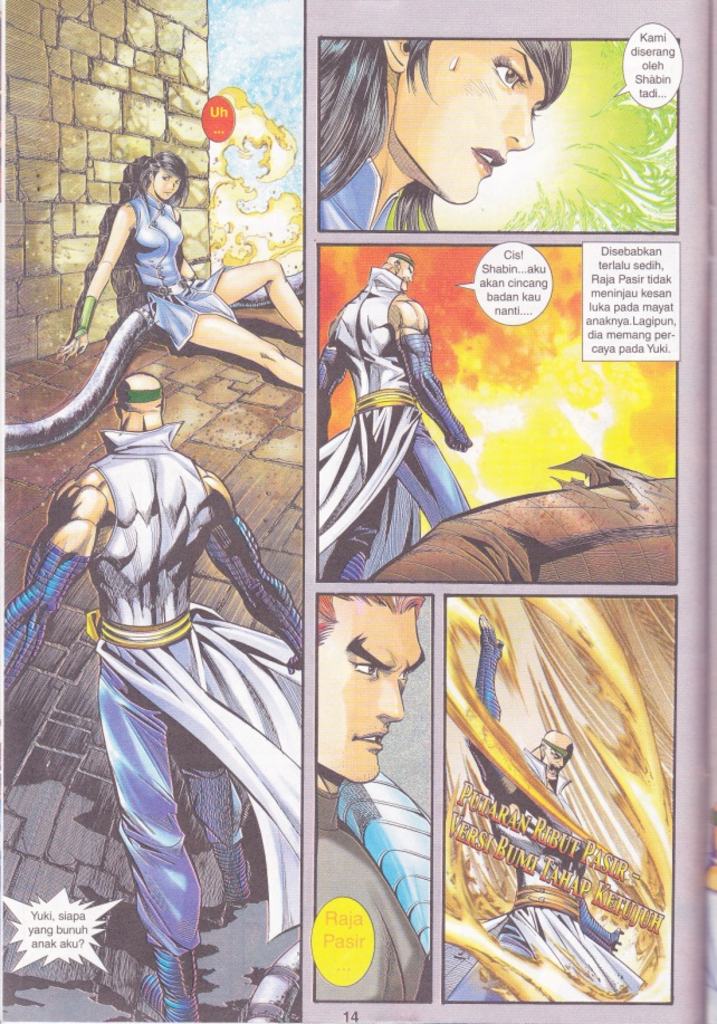 Uh
...
Yuki, siapa
yang bunuh
anak aku?
Kami
diserang
oleh
Shàbin
tadi...
Cis!
Shabin...aku
akan cincang
badan kau
nanti....
Disebabkan
terlalu sedih,
Raja Pasir tidak
meninjau kesan
luka pada mayat
anaknya.Lagipun,
dia memang per-
caya pada Yuki.
Raja
Pasir
...
PUTARAN RIBUT PASIR -
VERSI BUMI TAHAP KETUJUH
14